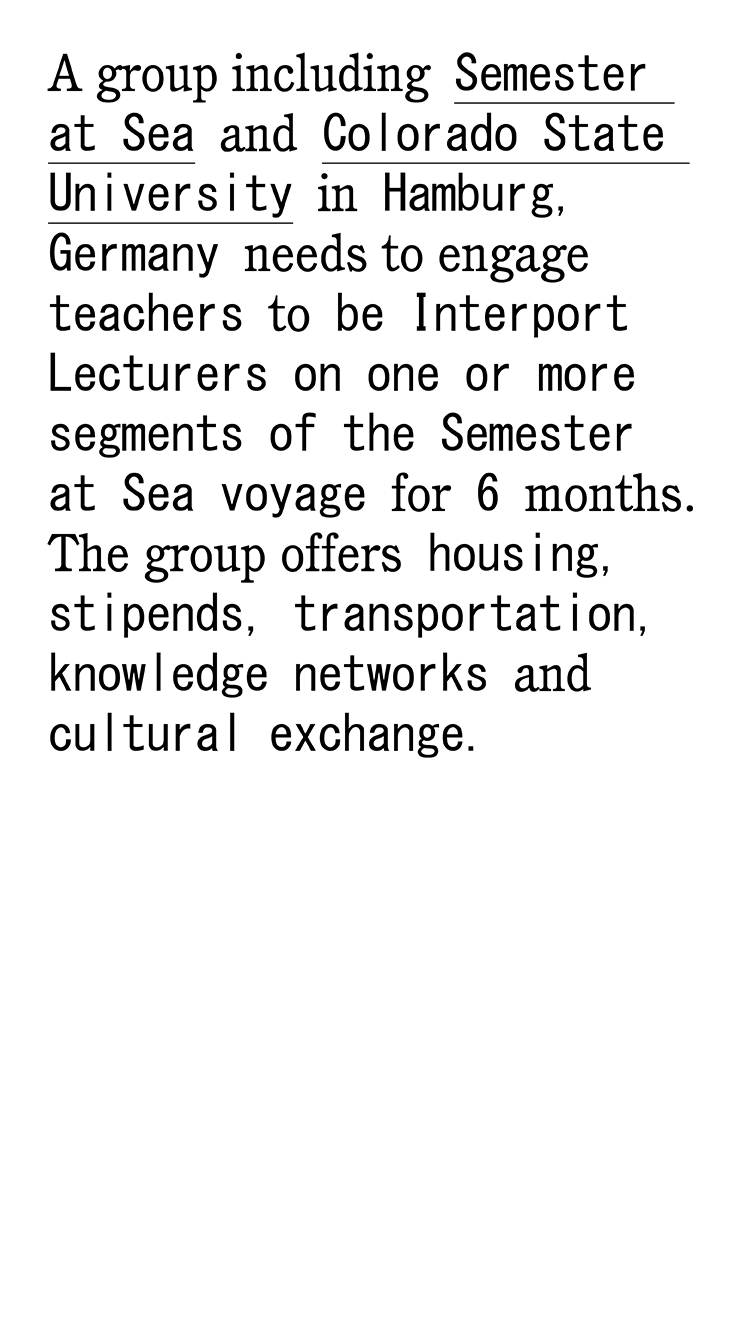 A group including Semester
at Sea and Colorado State
University in Hamburg,
Germany needs to engage
teachers to be Interport
Lecturers on one or more
segments of the Semester
at Sea voyage for 6 months.
The group offers housing,
stipends, transportation,
knowledge networks and
cultural exchange.